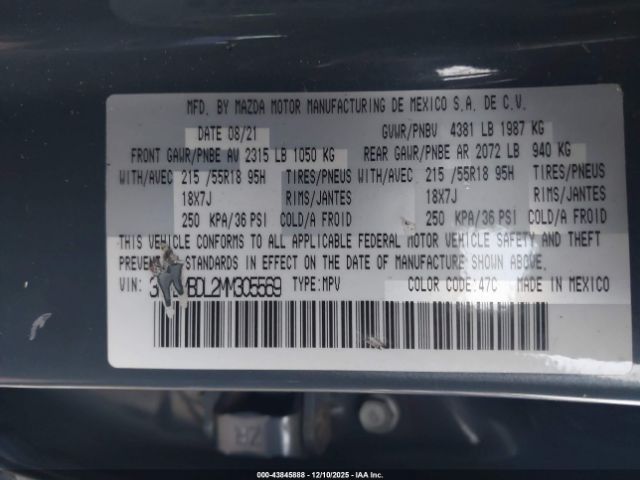 MFD. BY MAZDA MOTOR MANUFACTURING DE MEXICO S.A. DE C.V.
DATE 08/21 GVWR/PNBV 4381 LB 1987 KG
FRONT GAWR/PNBE AV 2315 LB 1050 KG REAR GAWR/PNBE AR 2072 LB 940 KG
WITH/AVEC 215 /55R18 95H TIRES/PNEUS WITH/AVEC 215 /55R18 95H TIRES/PNEUS
18X7J RIMS/JANTES 18X7J RIMS/JANTES
250 KPA/36 PSI COLD/A FROID 250 KPA/36 PSI COLD/A FROID
THIS VEHICLE CONFORMS TO ALL APPLICABLE FEDERAL MOTOR VEHICLE SAFETY AND THEFT
PREVENTION STANDARDS IN EFFECT ON THE DATE OF MANUFACTURE SHOWN ABOVE.
VIN: TYPE: MPV COLOR CODE: 47C MADE IN MEXICO
ZR
000-43845888 - 12/10/2025 - IAA Inc.